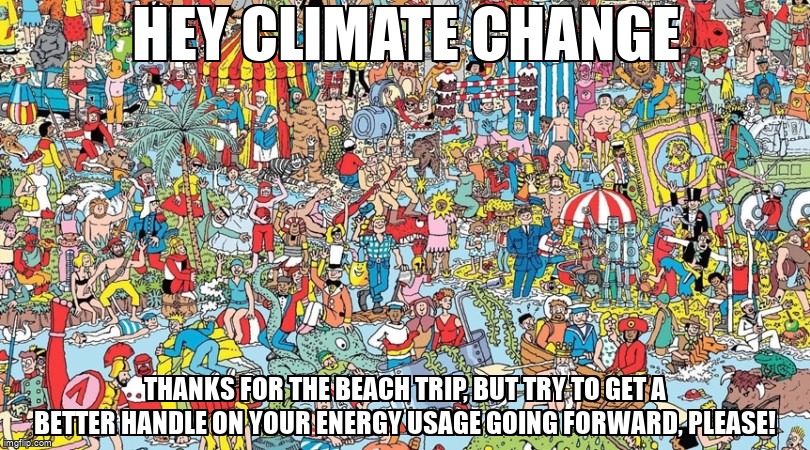 HEY CLIMATE CHANGE
THANKS FOR THE BEACH TRIP, BUT TRY TO GET A
BETTER HANDLE ON YOUR ENERGY USAGE GOING FORWARD, PLEASE!
imgflip.com